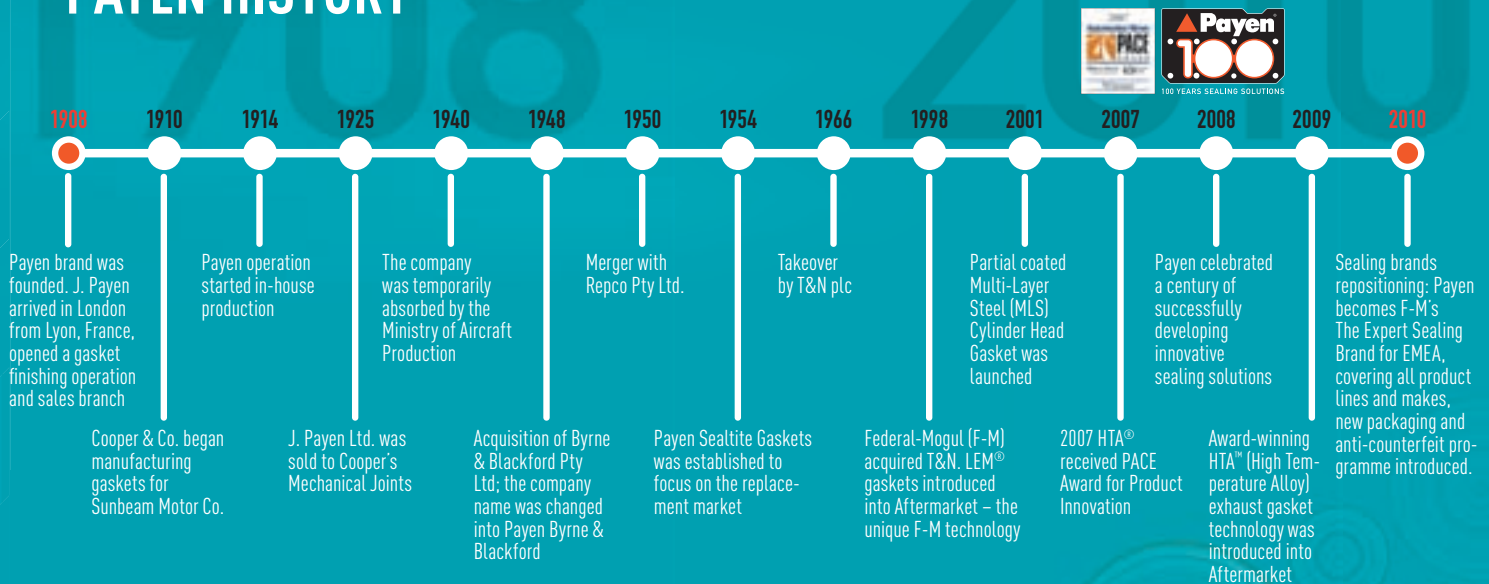 PAYEN HISTORY
1908
2010
PACE
Payen
100
100 YEARS SEALING SOLUTIONS
1908
1910
1914
1925
1940
1948
1950
1954
1966
1998
2001
2007
2008
2009
2010
Payen brand was
founded. J. Payen
arrived in London
from Lyon, France,
opened a gasket
finishing operation
and sales branch
Cooper & Co. began
manufacturing
gaskets for
Sunbeam Motor Co.
Payen operation
started in-house
production
J. Payen Ltd. was
sold to Cooper's
Mechanical Joints
The company
was temporarily
absorbed by the
Ministry of Aircraft
Production
Acquisition of Byrne
& Blackford Pty
Ltd; the company
name was changed
into Payen Byrne &
Blackford
Merger with
Repco Pty Ltd.
Payen Sealtite Gaskets
was established to
focus on the replace-
ment market
Takeover
by T&N plc
Federal-Mogul (F-M)
acquired T&N. LEM®
gaskets introduced
into Aftermarket – the
unique F-M technology
Partial coated
Multi-Layer
Steel (MLS)
Cylinder Head
Gasket was
launched
2007 HTA®
received PACE
Award for Product
Innovation
Payen celebrated
a century of
successfully
developing
innovative
sealing solutions
Award-winning
HTA™ (High Tem-
perature Alloy)
exhaust gasket
technology was
introduced into
Aftermarket
Sealing brands
repositioning: Payen
becomes F-M's
The Expert Sealing
Brand for EMEA,
covering all product
lines and makes,
new packaging and
anti-counterfeit pro-
gramme introduced.